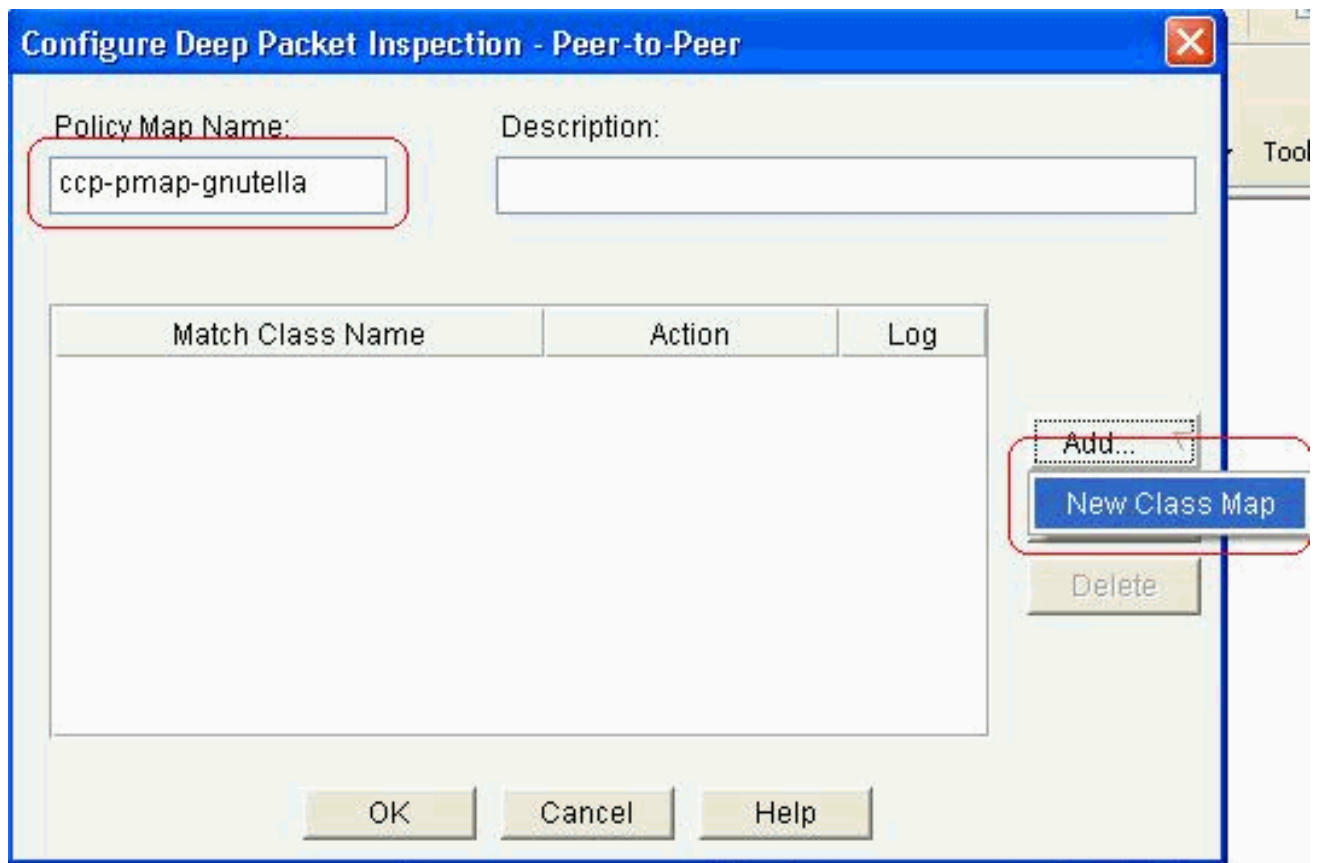 Configure Deep Packet Inspection - Peer-to-Peer
Policy Map Name:
Description:
Tool
ccp-pmap-gnutella
Match Class Name
Action
Log
Add...
New Class Map
Delete
OK
Cancel
Help